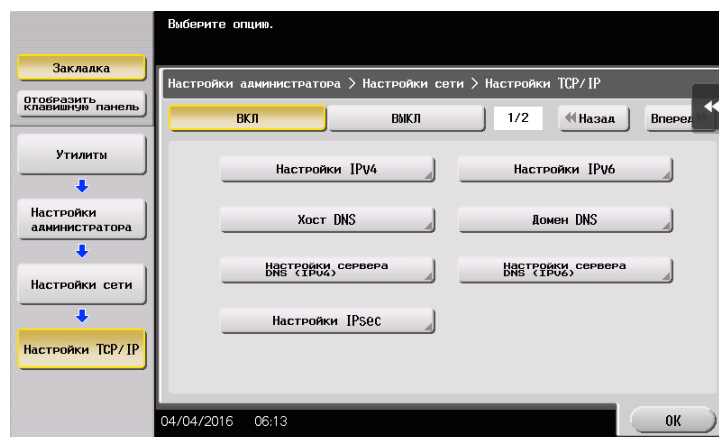 Выберите опцию.
Закладка
Отобразить
клавишную панель
Утилиты
Настройки
администратора
Настройки сети
Настройки TCP/IP
Настройки администратора > Настройки сети > Настройки TCP/IP
ВКЛ
ВЫКЛ
1/2
Назад
Вперед
Настройки IPv4
Настройки IPv6
Хост DNS
Домен DNS
Настройки сервера
DNS (IPv4)
Настройки сервера
DNS (IPv6)
Настройки IPsec
04/04/2016 06:13
OK